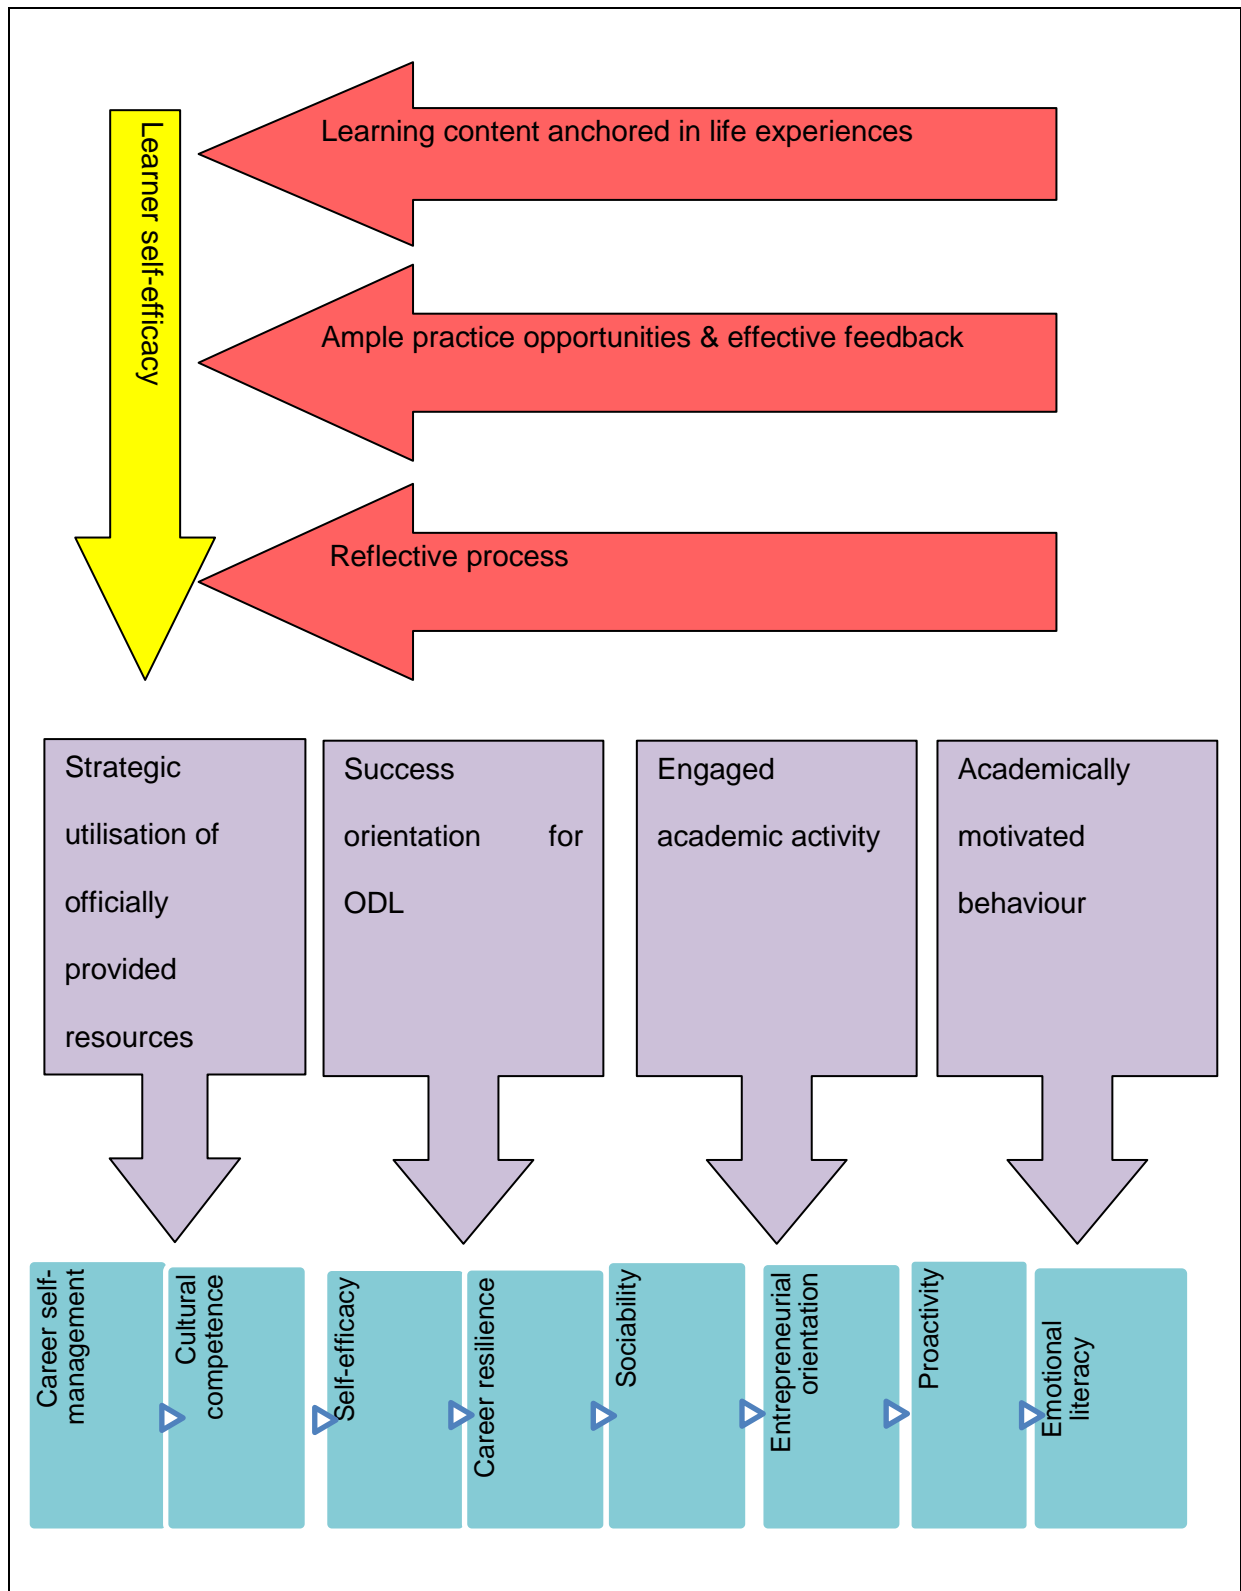 Learner self-efficacy
Learning content anchored in life experiences
Ample practice opportunities & effective feedback
Reflective process
Strategic
utilisation of
officially
provided
resources
Success
orientation for
ODL
Engaged
academic activity
Academically
motivated
behaviour
Career self-
management
Cultural
competence
Self-efficacy
Career resilience
Sociability
Entrepreneurial
orientation
Proactivity
Emotional
literacy